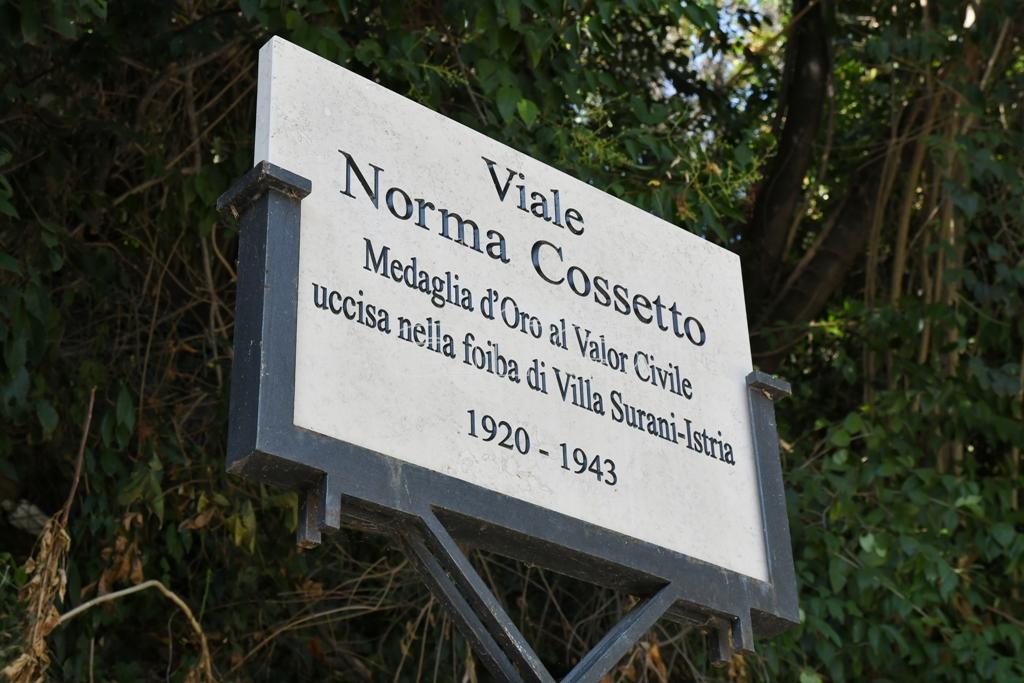 Viale
Norma Cossetto
Medaglia d'Oro al Valor Civile
uccisa nella foiba di Villa Surani-Istria
1920 - 1943